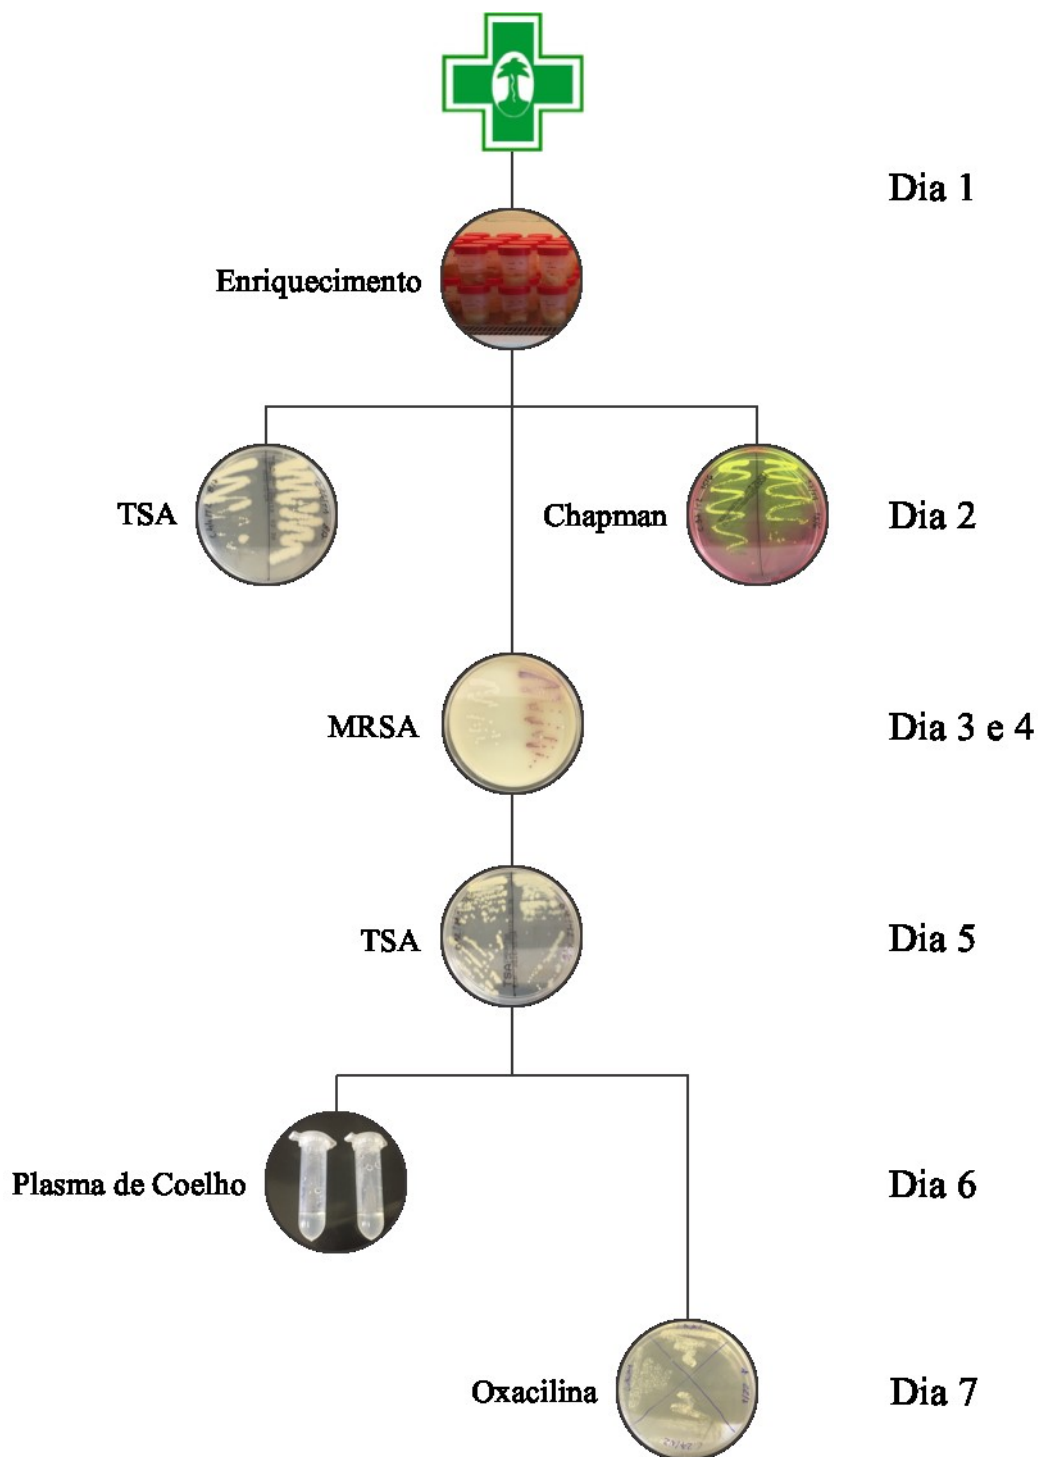 Dia 1
Enriquecimento
TSA
Chapman
Dia 2
MRSA
Dia 3 e 4
TSA
Dia 5
Plasma de Coelho
Dia 6
Oxacilina
Dia 7